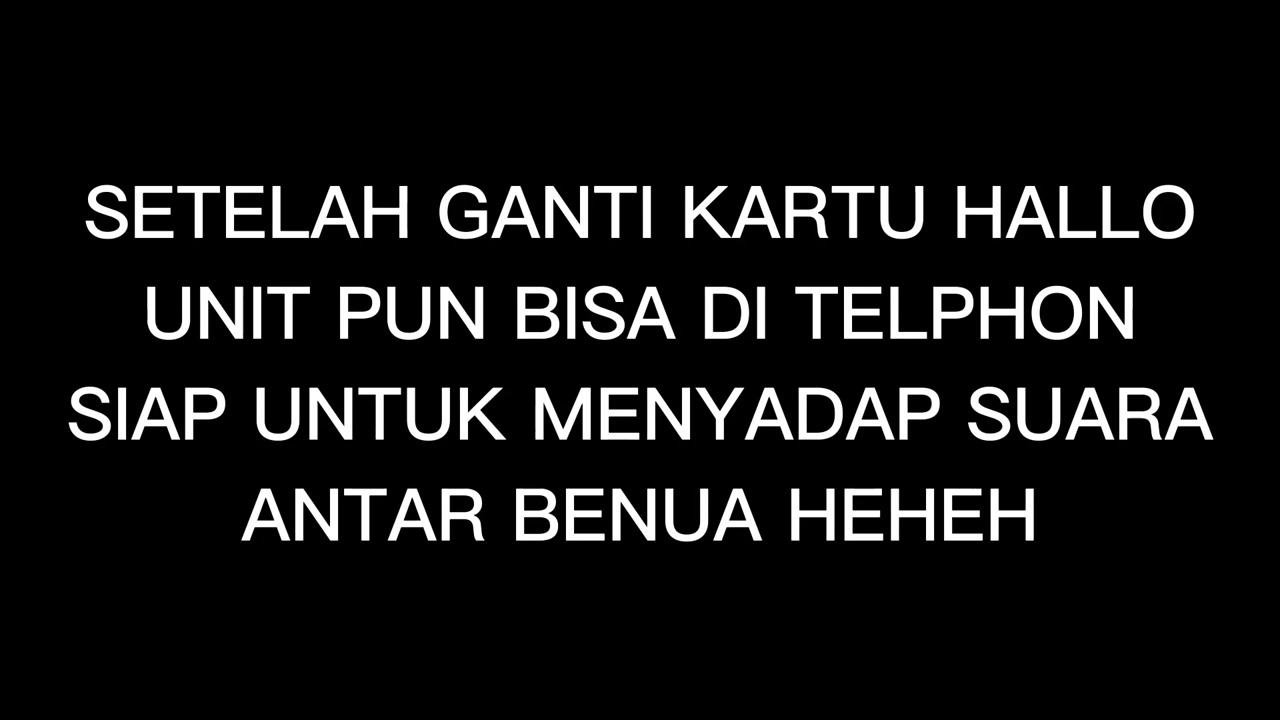 SETELAH GANTI KARTU HALLO
UNIT PUN BISA DI TELPHON
SIAP UNTUK MENYADAP SUARA
ANTAR BENUA HEHEH